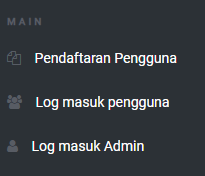 MAIN
Pendaftaran Pengguna
Log masuk pengguna
Log masuk Admin